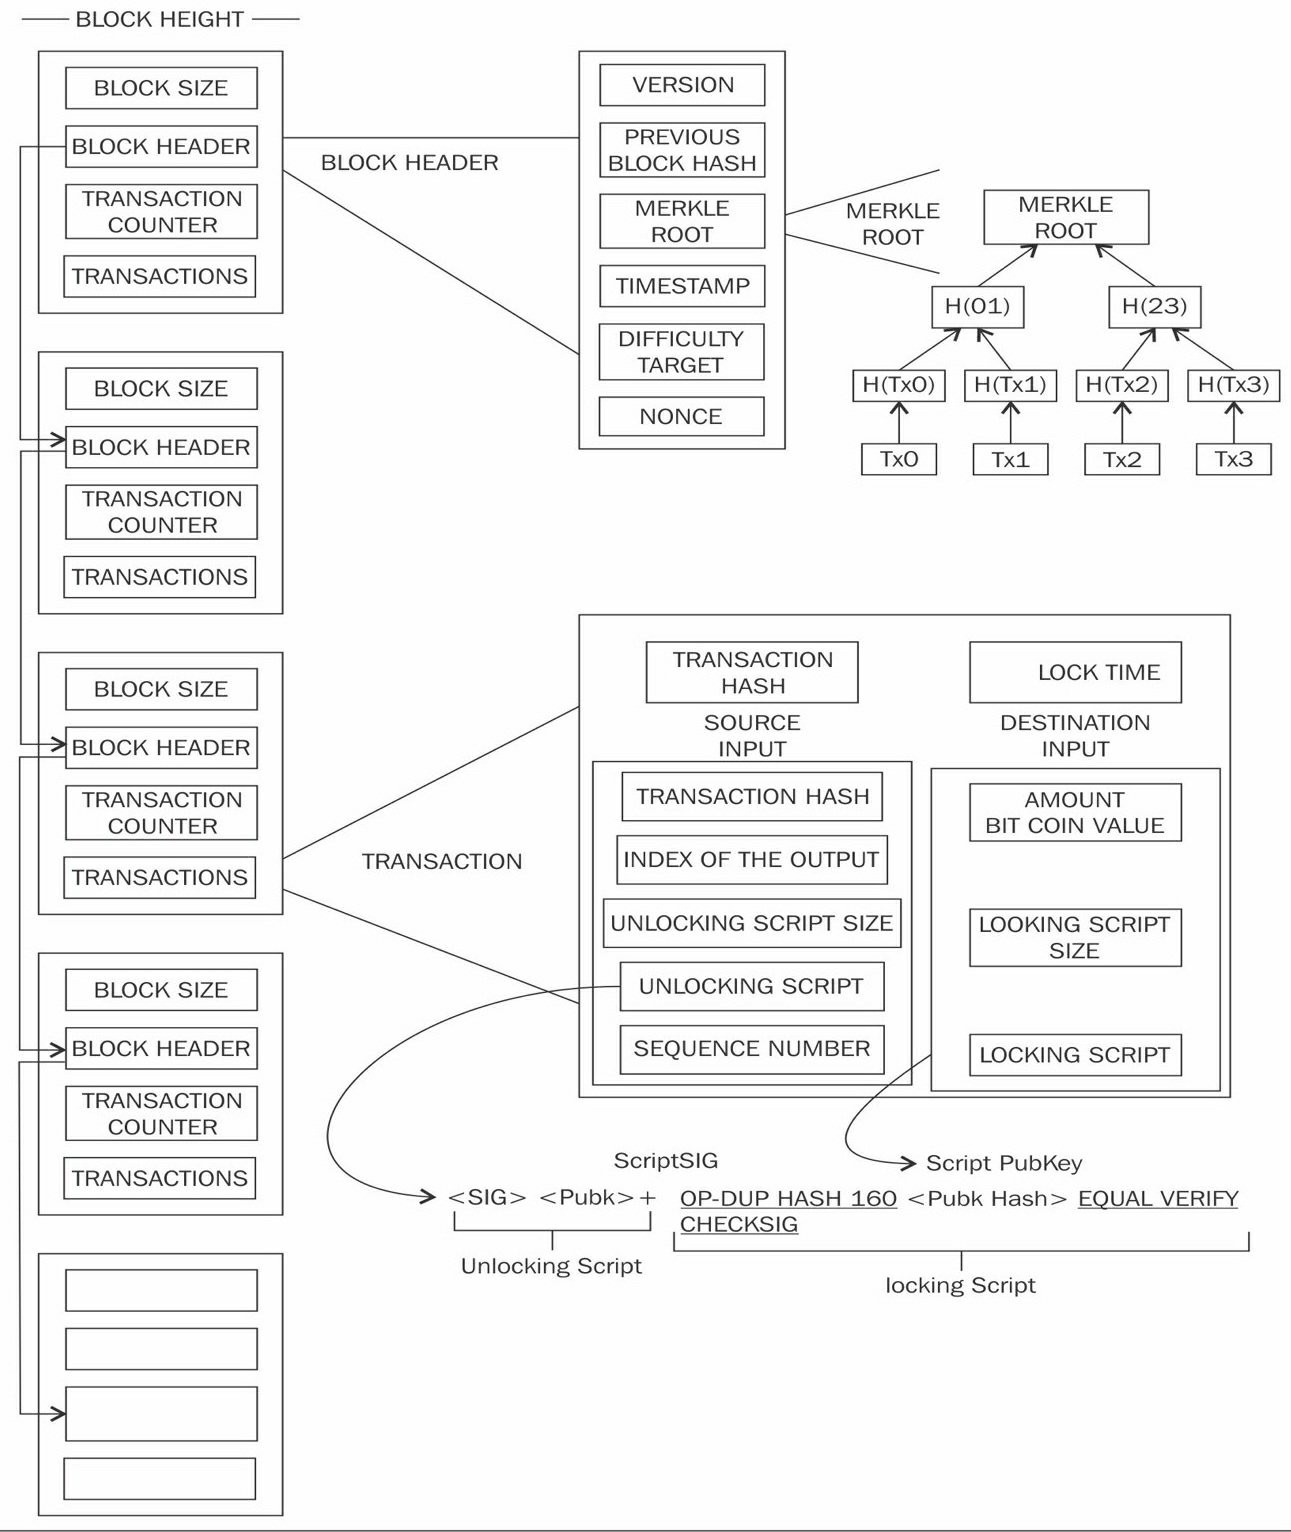 BLOCK HEIGHT
BLOCK SIZE
BLOCK HEADER
TRANSACTION
COUNTER
TRANSACTIONS
BLOCK HEADER
VERSION
PREVIOUS
BLOCK HASH
MERKLE
ROOT
TIMESTAMP
DIFFICULTY
TARGET
NONCE
MERKLE
ROOT
MERKLE
ROOT
H(01)
H(23)
H(Tx0)
H(Tx1)
H(Tx2)
H(Tx3)
Tx0
Tx1
Tx2
Tx3
BLOCK SIZE
BLOCK HEADER
TRANSACTION
COUNTER
TRANSACTIONS
BLOCK SIZE
BLOCK HEADER
TRANSACTION
COUNTER
TRANSACTIONS
TRANSACTION
TRANSACTION
HASH
SOURCE
INPUT
TRANSACTION HASH
INDEX OF THE OUTPUT
UNLOCKING SCRIPT SIZE
UNLOCKING SCRIPT
SEQUENCE NUMBER
LOCK TIME
DESTINATION
INPUT
AMOUNT
BIT COIN VALUE
LOOKING SCRIPT
SIZE
LOCKING SCRIPT
BLOCK SIZE
BLOCK HEADER
TRANSACTION
COUNTER
TRANSACTIONS
ScriptSIG
Script PubKey
<SIG> <Pubk>+ OP-DUP HASH 160 <Pubk Hash> EQUAL VERIFY
CHECKSIG
Unlocking Script
locking Script